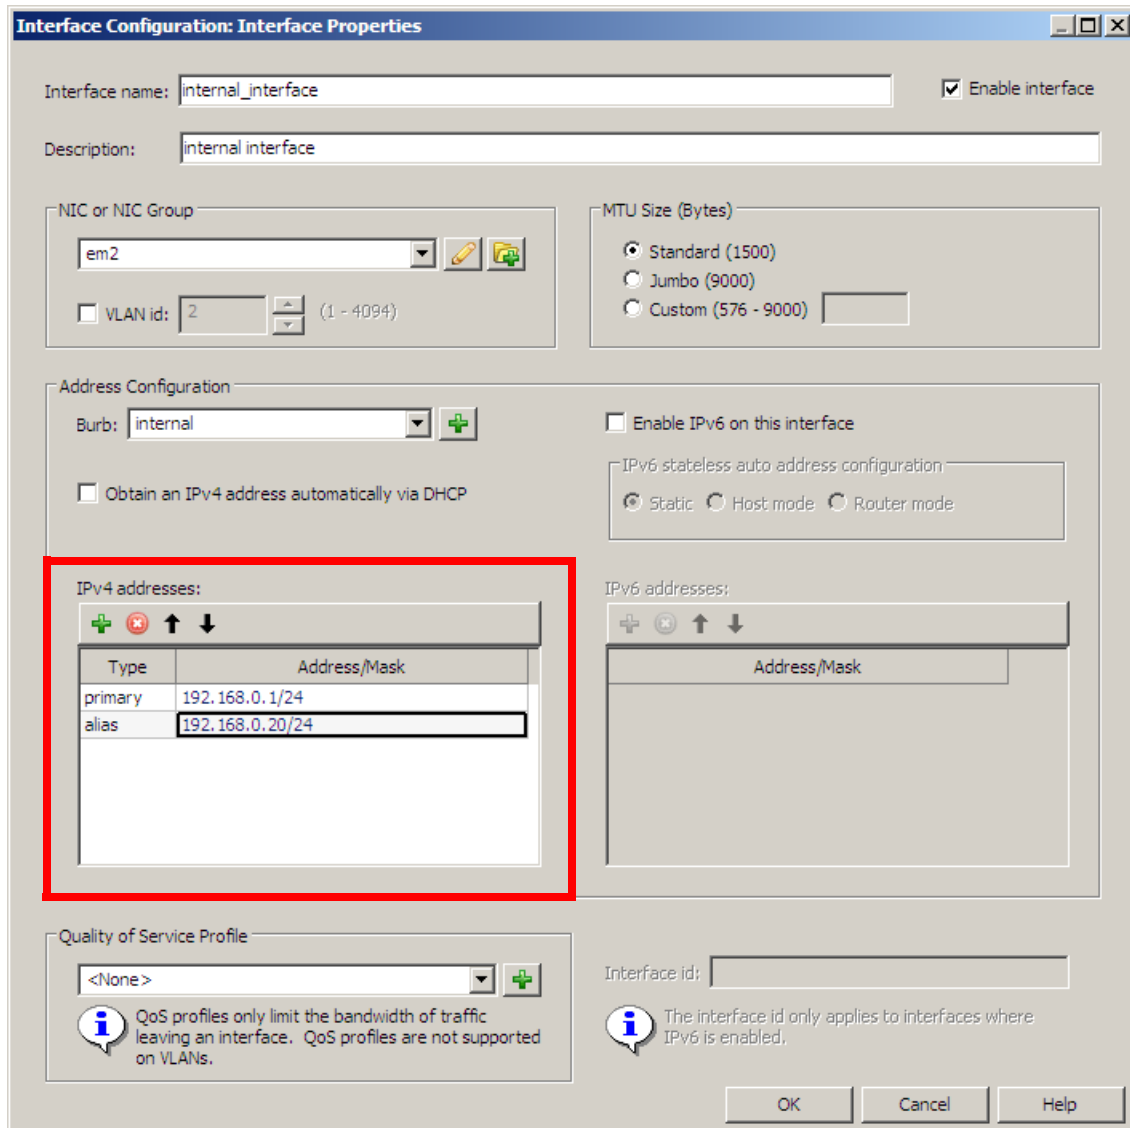 Interface Configuration: Interface Properties
Interface name: internal_interface
Enable interface
Description: internal interface
NIC or NIC Group
em2
VLAN id: 2 (1 - 4094)
MTU Size (Bytes)
Standard (1500)
Jumbo (9000)
Custom (576 - 9000)
Address Configuration
Burb: internal
Obtain an IPv4 address automatically via DHCP
Enable IPv6 on this interface
IPv6 stateless auto address configuration
Static Host mode Router mode
IPv4 addresses:
Type Address/Mask
primary 192.168.0.1/24
alias 192.168.0.20/24
IPv6 addresses:
Address/Mask
Quality of Service Profile
<None>
QoS profiles only limit the bandwidth of traffic
leaving an interface. QoS profiles are not supported
on VLANs.
Interface id:
The interface id only applies to interfaces where
IPv6 is enabled.
OK Cancel Help